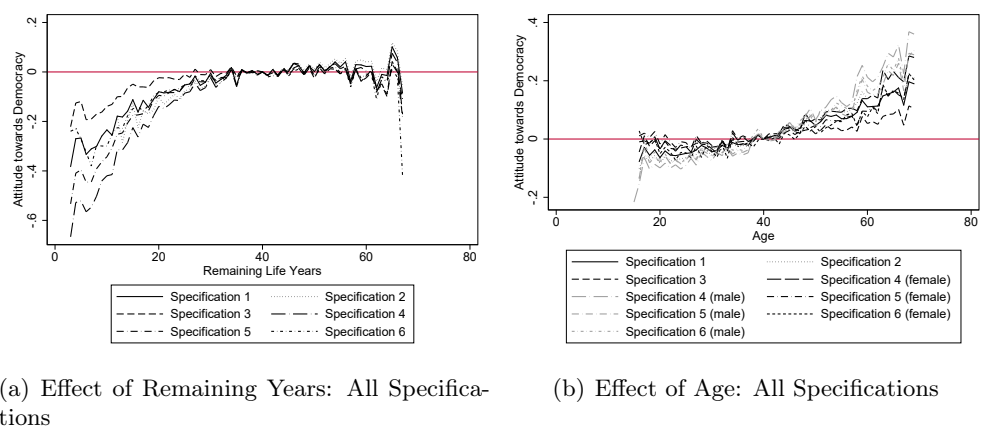 .2
0
-.2
-.4
-.6
Attitude towards Democracy
0 20 40 60 80
Remaining Life Years
Specification 1 Specification 2
Specification 3 Specification 4
Specification 5 Specification 6
(a) Effect of Remaining Years: All Specifica-
tions
.4
.2
0
-.2
Attitude towards Democracy
0 20 40 60 80
Age
Specification 1 Specification 2
Specification 3 Specification 4 (female)
Specification 4 (male) Specification 5 (female)
Specification 5 (male) Specification 6 (female)
Specification 6 (male)
(b) Effect of Age: All Specifications